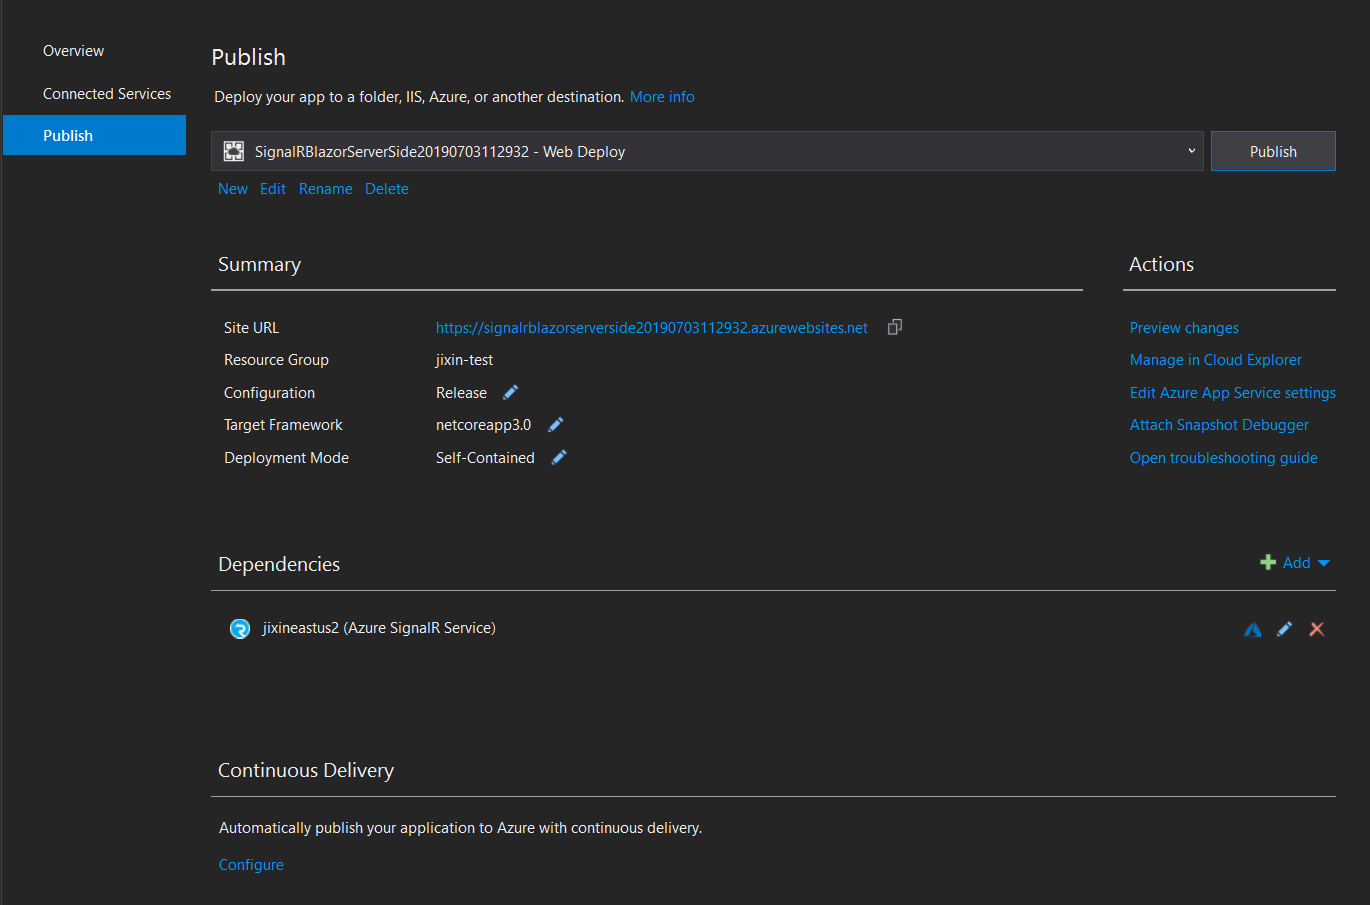 Overview
Connected Services
Publish
Publish
Deploy your app to a folder, IIS, Azure, or another destination. More info
SignalRBlazorServerSide20190703112932 - Web Deploy
Publish
New Edit Rename Delete
Summary
Site URL https://signalrblazorserverside20190703112932.azurewebsites.net
Resource Group jixin-test
Configuration Release
Target Framework netcoreapp3.0
Deployment Mode Self-Contained
Actions
Preview changes
Manage in Cloud Explorer
Edit Azure App Service settings
Attach Snapshot Debugger
Open troubleshooting guide
Dependencies
Add
jixineastus2 (Azure SignalR Service)
Continuous Delivery
Automatically publish your application to Azure with continuous delivery.
Configure